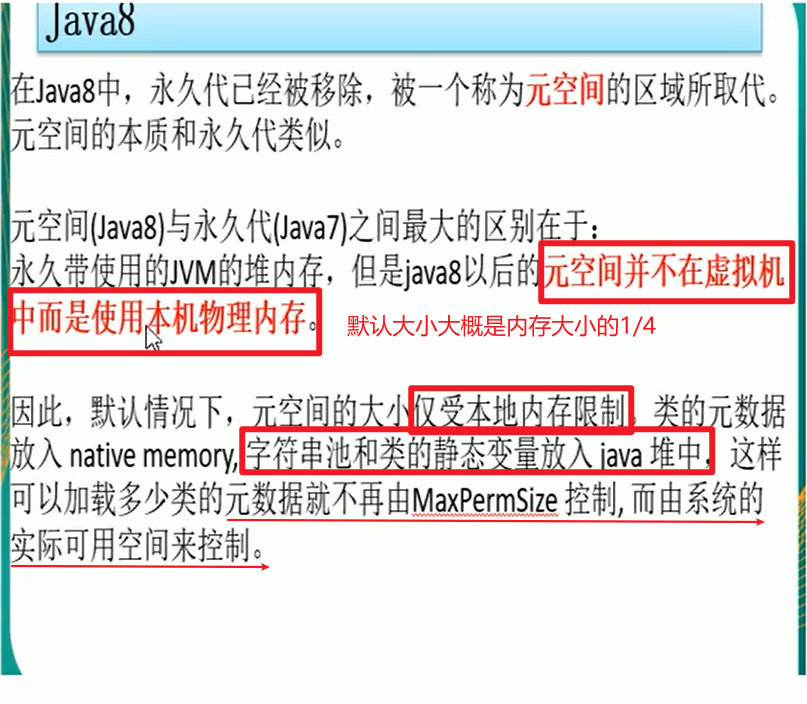 Java8
在Java8中，永久代已经被移除，被一个称为元空间的区域所取代。
元空间的本质和永久代类似。
元空间(Java8)与永久代(Java7)之间最大的区别在于：
永久带使用的JVM的堆内存，但是java8以后的元空间并不在虚拟机
中而是使用本机物理内存。 默认大小大概是内存大小的1/4
因此，默认情况下，元空间的大小仅受本地内存限制。类的元数据
放入 native memory, 字符串池和类的静态变量放入 java 堆中，这样
可以加载多少类的元数据就不再由MaxPermSize 控制, 而由系统的
实际可用空间来控制。